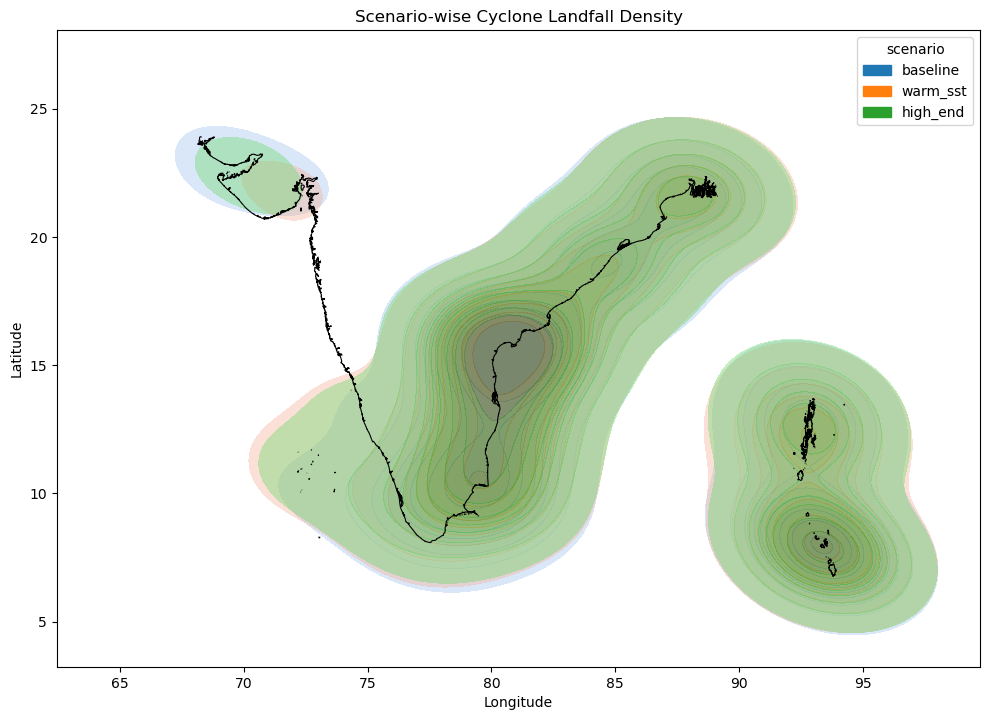 Scenario-wise Cyclone Landfall Density
scenario
baseline
warm_sst
high_end
25
20
15
10
5
Latitude
65
70
75
80
85
90
95
Longitude